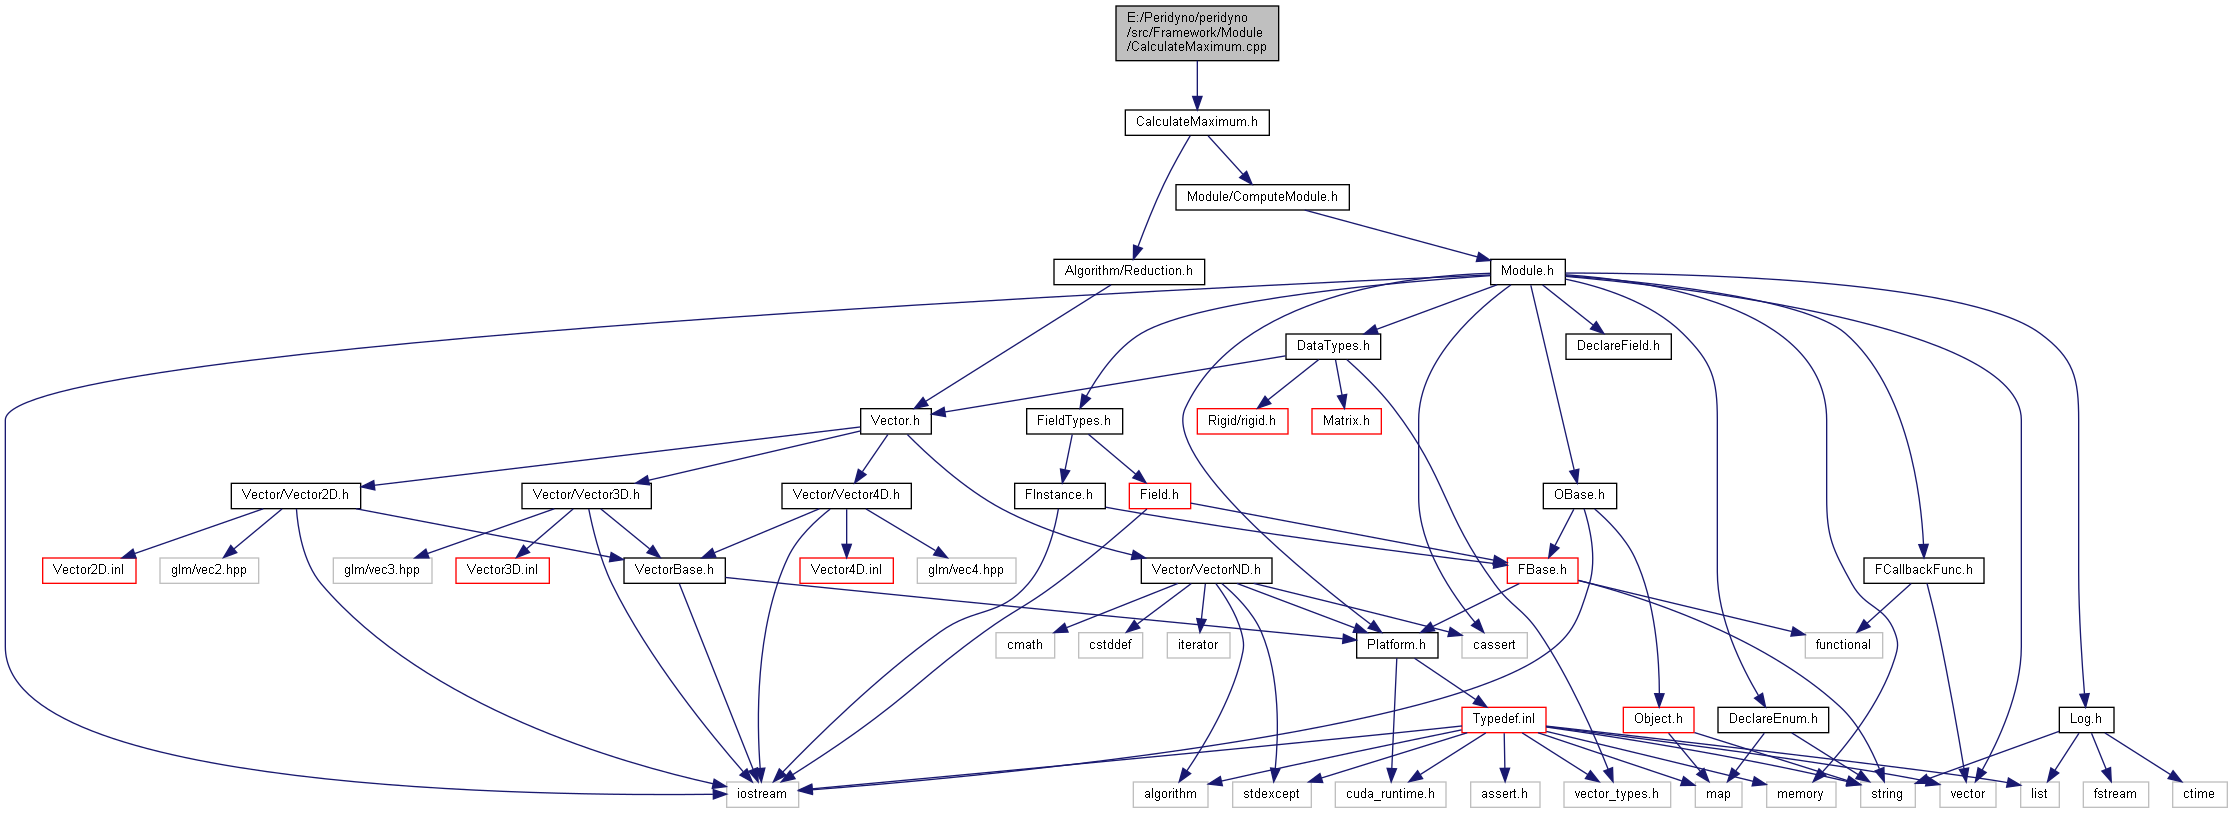 E:/Peridyno/peridyno
/src/Framework/Module
/CalculateMaximum.cpp
CalculateMaximum.h
Module/ComputeModule.h
Algorithm/Reduction.h
Module.h
DataTypes.h
DeclareField.h
Vector.h
FieldTypes.h
Rigid/rigid.h
Matrix.h
Vector/Vector2D.h
Vector/Vector3D.h
Vector/Vector4D.h
FInstance.h
Field.h
OBase.h
Vector2D.inl
glm/vec2.hpp
glm/vec3.hpp
Vector3D.inl
VectorBase.h
Vector4D.inl
glm/vec4.hpp
Vector/VectorND.h
FBase.h
FCallbackFunc.h
cmath
cstddef
iterator
Platform.h
cassert
functional
Typedef.inl
Object.h
DeclareEnum.h
Log.h
iostream
algorithm
stdexcept
cuda_runtime.h
assert.h
vector_types.h
map
memory
string
vector
list
fstream
ctime